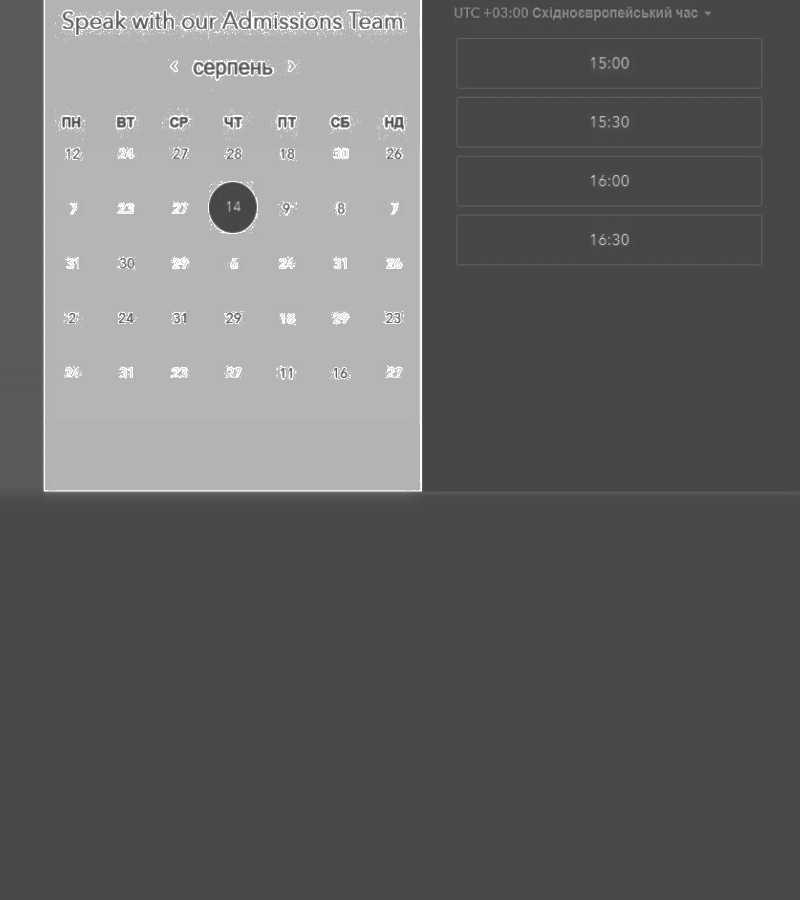 Speak with our Admissions Team
‹ серпень ›
ПН ВТ СР ЧТ ПТ СБ НД
12 24 27 28 18 30 26
7 23 27 14 9 8 7
31 30 29 6 24 31 26
2 24 31 29 18 29 23
24 31 23 27 11 16 27
UTC +03:00 Східноєвропейський час
15:00
15:30
16:00
16:30